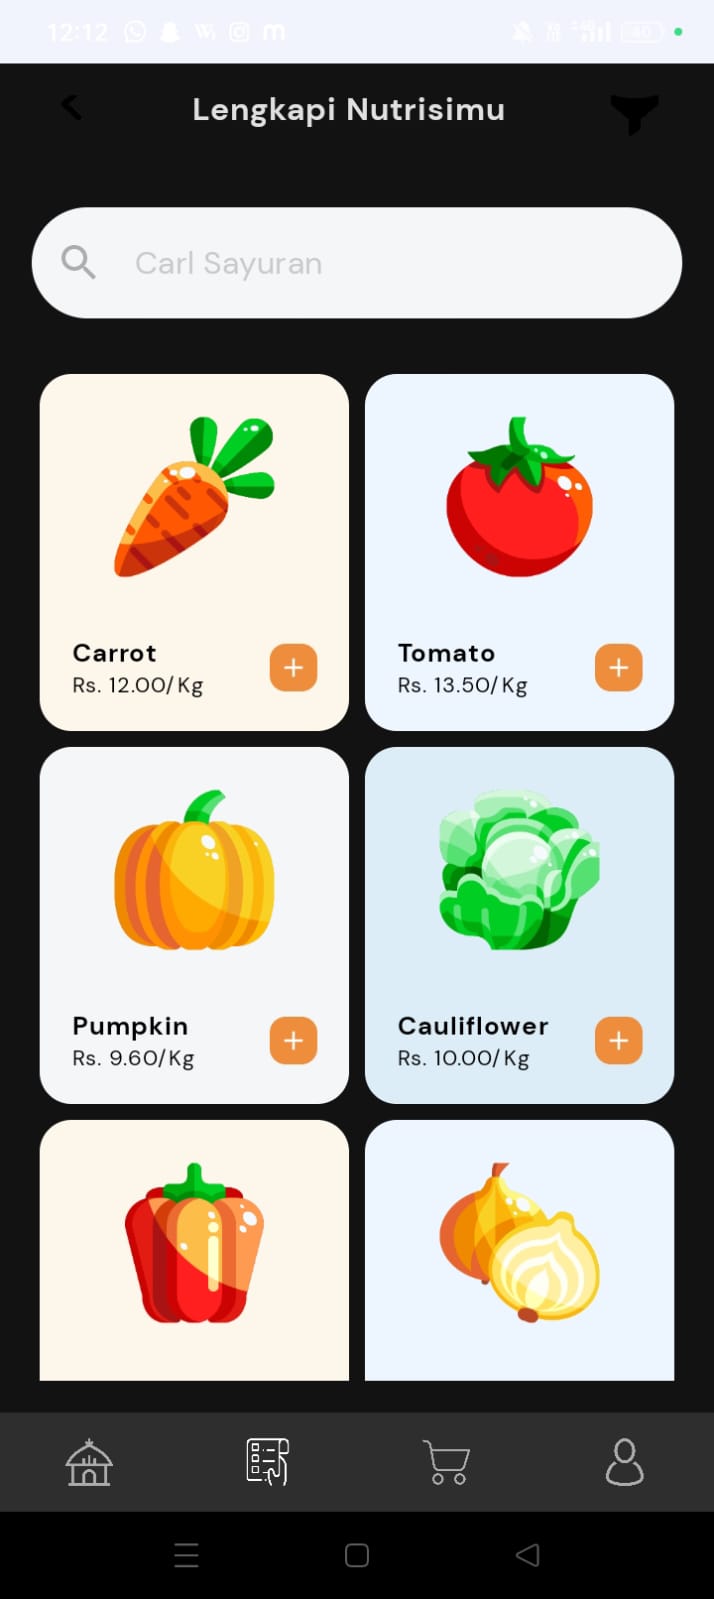 12:12
Lengkapi Nutrisimu
Carl Sayuran
Carrot
Rs. 12.00/Kg
Tomato
Rs. 13.50/Kg
Pumpkin
Rs. 9.60/Kg
Cauliflower
Rs. 10.00/Kg